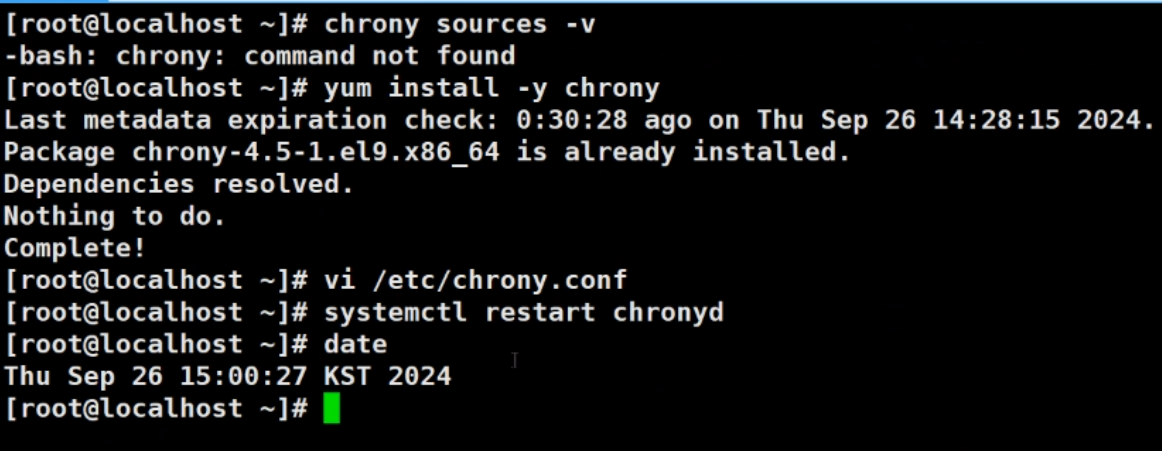 [root@localhost ~]# chrony sources -v
-bash: chrony: command not found
[root@localhost ~]# yum install -y chrony
Last metadata expiration check: 0:30:28 ago on Thu Sep 26 14:28:15 2024.
Package chrony-4.5-1.el9.x86_64 is already installed.
Dependencies resolved.
Nothing to do.
Complete!
[root@localhost ~]# vi /etc/chrony.conf
[root@localhost ~]# systemctl restart chronyd
[root@localhost ~]# date
Thu Sep 26 15:00:27 KST 2024
[root@localhost ~]#